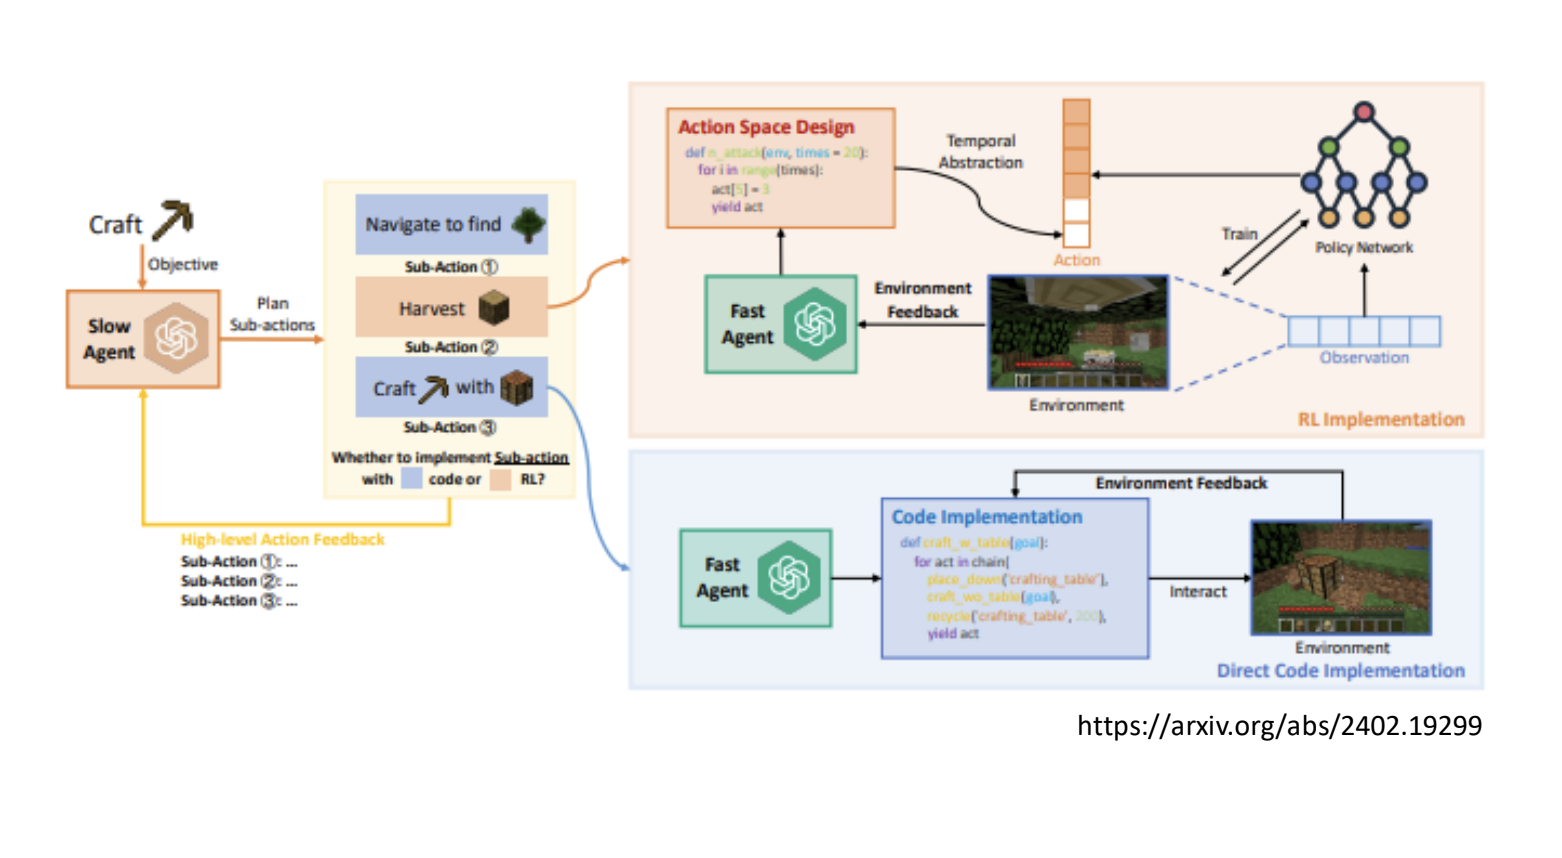 Craft
Objective
Slow
Agent
Plan
Sub-actions
Navigate to find
Sub-Action ①
Harvest
Sub-Action ②
Craft with
Sub-Action ③
Whether to implement Sub-action
with code or RL?
High-level Action Feedback
Sub-Action ①: ...
Sub-Action ②: ...
Sub-Action ③: ...
Action Space Design
def n_attack(env, times = 20):
for i in range(times):
act[5] = 3
yield act
Temporal
Abstraction
Action
Train
Policy Network
Fast
Agent
Environment
Feedback
Environment
Observation
RL Implementation
Fast
Agent
Code Implementation
def craft_w_table(goal):
for act in chain(
place_down('crafting_table'),
craft_wo_table(goal),
recycle('crafting_table', 200),
yield act
Environment Feedback
Interact
Environment
Direct Code Implementation
https://arxiv.org/abs/2402.19299